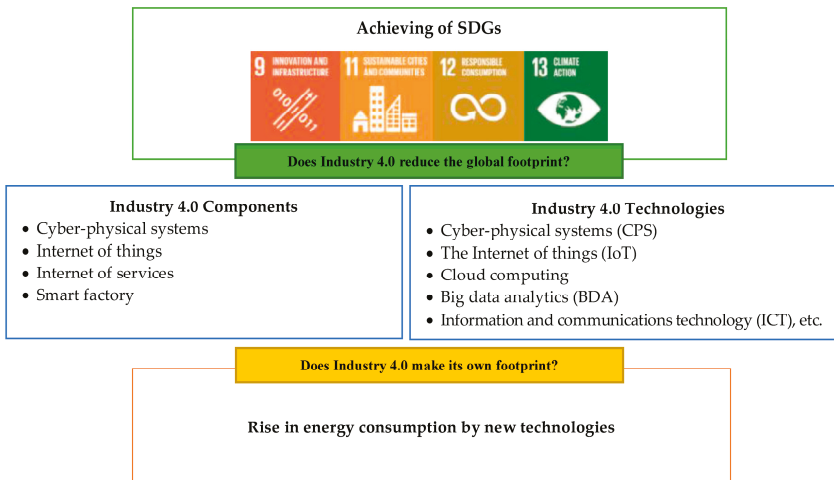 Achieving of SDGs
9 INNOVATION AND
INFRASTRUCTURE
11 SUSTAINABLE CITIES
AND COMMUNITIES
12 RESPONSIBLE
CONSUMPTION
13 CLIMATE
ACTION
010 1011
Does Industry 4.0 reduce the global footprint?
Industry 4.0 Components
• Cyber-physical systems
• Internet of things
• Internet of services
• Smart factory
Industry 4.0 Technologies
• Cyber-physical systems (CPS)
• The Internet of things (IoT)
• Cloud computing
• Big data analytics (BDA)
• Information and communications technology (ICT), etc.
Does Industry 4.0 make its own footprint?
Rise in energy consumption by new technologies